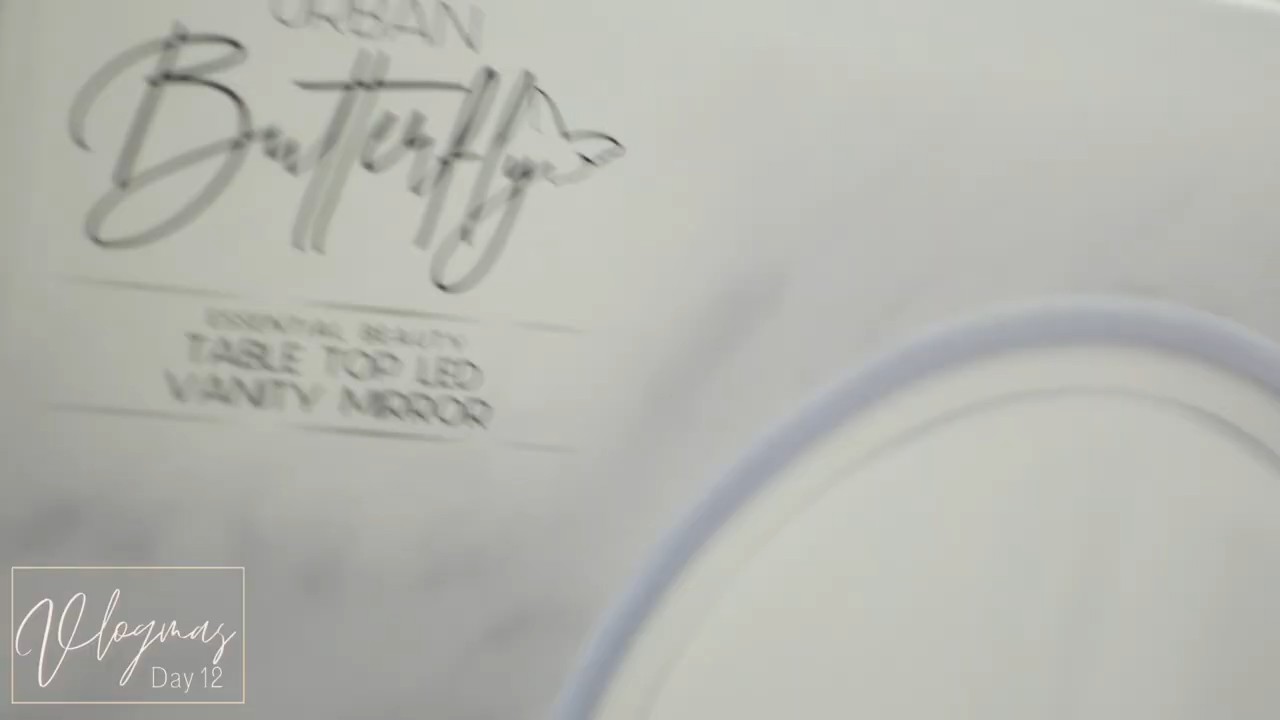 URBAN
Butterfly
ESSENTIAL BEAUTY
TABLE TOP LED
VANITY MIRROR
Vlogmas
Day 12